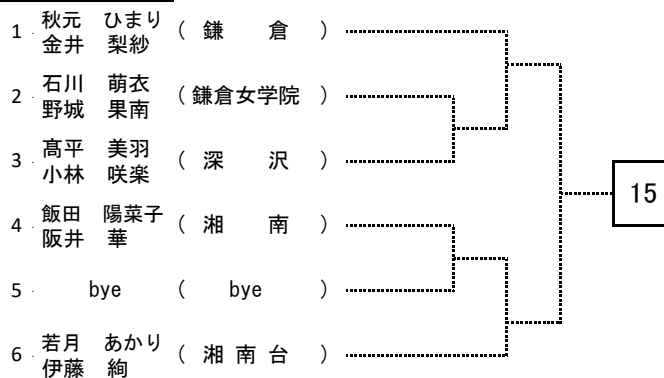 1 秋元　ひまり
金井　梨紗 ( 鎌　　倉 )
2 石川　萌衣
野城　果南 ( 鎌倉女学院 )
3 髙平　美羽
小林　咲楽 ( 深　　沢 )
4 飯田　陽菜子
阪井　華 ( 湘　　南 )
5 bye ( bye )
6 若月　あかり
伊藤　絢 ( 湘 南 台 )
15